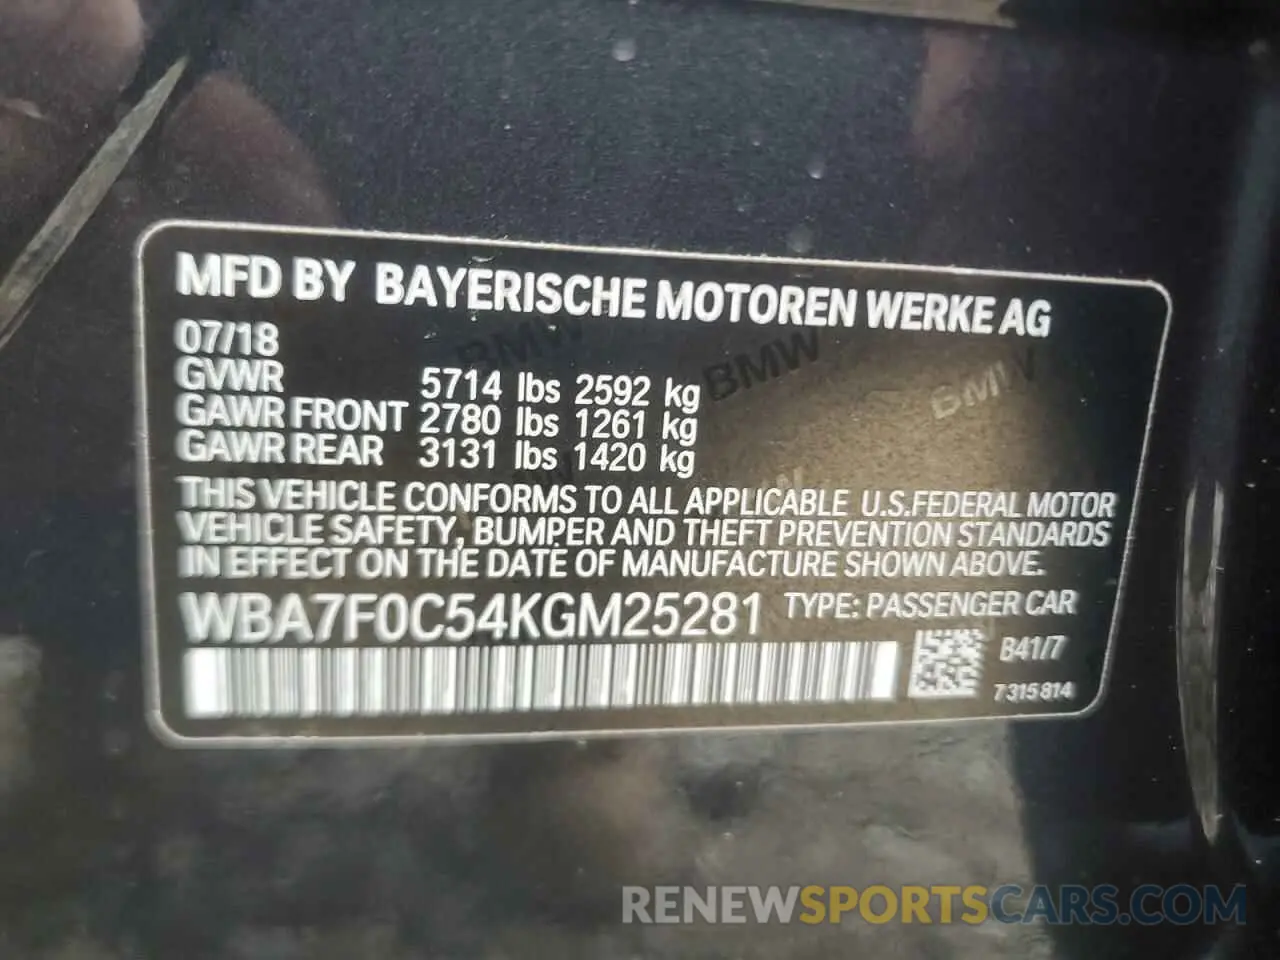 MFD BY BAYERISCHE MOTOREN WERKE AG
07/18
GVWR 5714 lbs 2592 kg
GAWR FRONT 2780 lbs 1261 kg
GAWR REAR 3131 lbs 1420 kg
THIS VEHICLE CONFORMS TO ALL APPLICABLE U.S.FEDERAL MOTOR
VEHICLE SAFETY, BUMPER AND THEFT PREVENTION STANDARDS
IN EFFECT ON THE DATE OF MANUFACTURE SHOWN ABOVE.
WBA7F0C54KGM25281 TYPE: PASSENGER CAR
B41/7
7315814
BMW BMW BMW
RENEWSPORTSCARS.COM